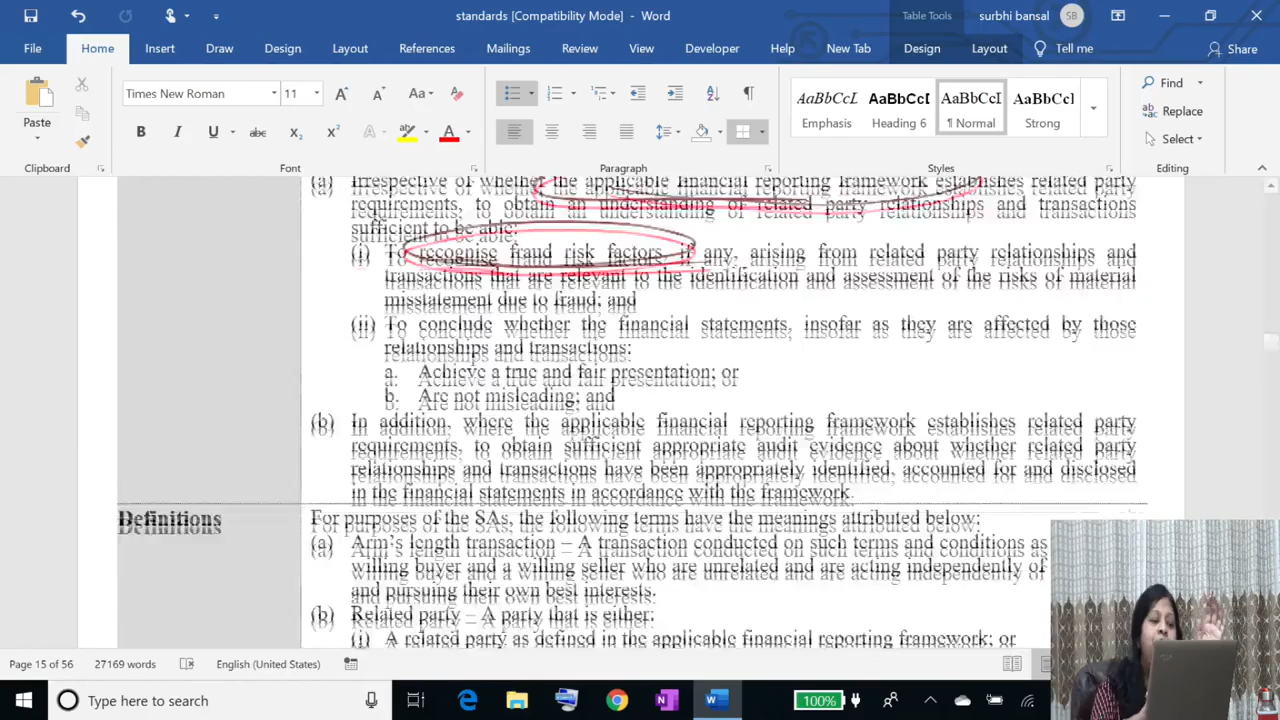 standards [Compatibility Mode] - Word
Table Tools
surbhi bansal
SB
File
Home
Insert
Draw
Design
Layout
References
Mailings
Review
View
Developer
Help
New Tab
Design
Layout
Tell me
Share
Paste
Times New Roman
11
AaBbCcL
Emphasis
AaBbCcD
Heading 6
AaBbCcI
¶ Normal
AaBbCc]
Strong
Find
Replace
Select
Clipboard
Font
Paragraph
Styles
Editing
(a) Irrespective of whether the applicable financial reporting framework establishes related party
requirements, to obtain an understanding of related party relationships and transactions
sufficient to be able:
(i) To recognise fraud risk factors, if any, arising from related party relationships and
transactions that are relevant to the identification and assessment of the risks of material
misstatement due to fraud; and
(ii) To conclude whether the financial statements, insofar as they are affected by those
relationships and transactions:
a. Achieve a true and fair presentation; or
b. Are not misleading; and
(b) In addition, where the applicable financial reporting framework establishes related party
requirements, to obtain sufficient appropriate audit evidence about whether related party
relationships and transactions have been appropriately identified, accounted for and disclosed
in the financial statements in accordance with the framework.
Definitions
For purposes of the SAs, the following terms have the meanings attributed below:
(a) Arm's length transaction – A transaction conducted on such terms and conditions as
willing buyer and a willing seller who are unrelated and are acting independently of
and pursuing their own best interests.
(b) Related party – A party that is either:
(i) A related party as defined in the applicable financial reporting framework; or
Page 15 of 56
27169 words
English (United States)
Type here to search
100%